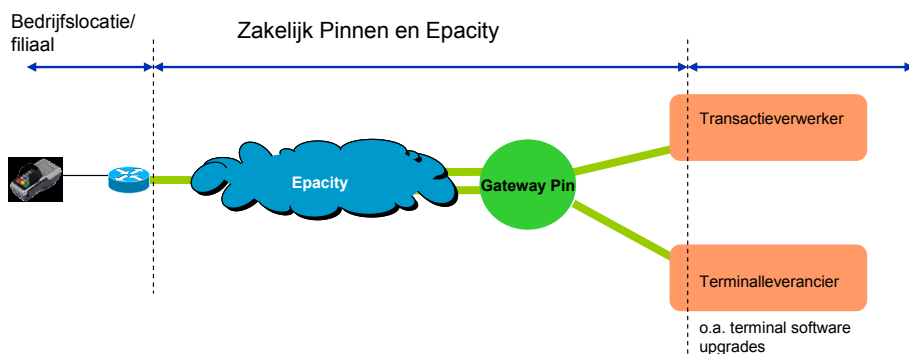 Bedrijfslocatie/
filiaal
Zakelijk Pinnen en Epacity
Transactieverwerker
Epacity
Gateway Pin
Terminalleverancier
o.a. terminal software
upgrades